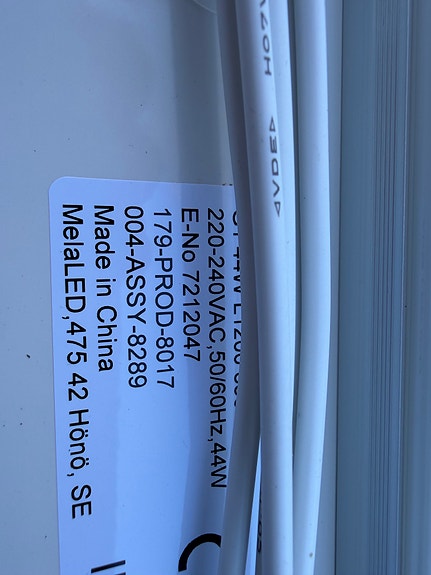 220-240VAC,50/60Hz,44W
E-No 7212047
179-PROD-8017
004-ASSY-8289
Made in China
MelaLED,475 42 Hönö, SE